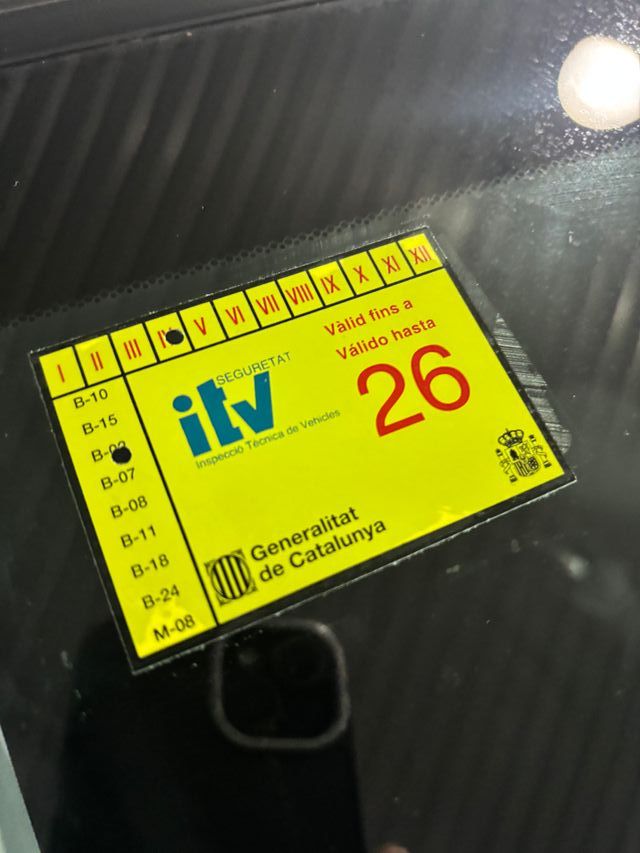 I II III IV V VI VII VIII IX X XI XII
Vàlid fins a
Válido hasta
26
SEGURETAT
itv
Inspecció Tècnica de Vehicles
B-10
B-15
B-07
B-08
B-11
B-18
B-24
M-08
Generalitat
de Catalunya